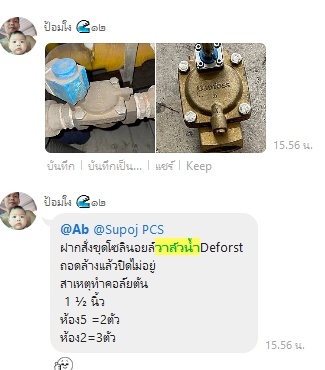 ป้อมโง้ 🌊๑๒
15.56 น.
บันทึก | บันทึกเป็น... | แชร์ | Keep
ป้อมโง้ 🌊๑๒
@Ab @Supoj PCS
ฝากสั่งชุดโซลินอยล์วาล์วน้ำDeforst
ถอดล้างแล้วปิดไม่อยู่
สาเหตุทำคอล์ยตัน
1 ½ นิ้ว
ห้อง5 =2ตัว
ห้อง2=3ตัว
15.56 น.